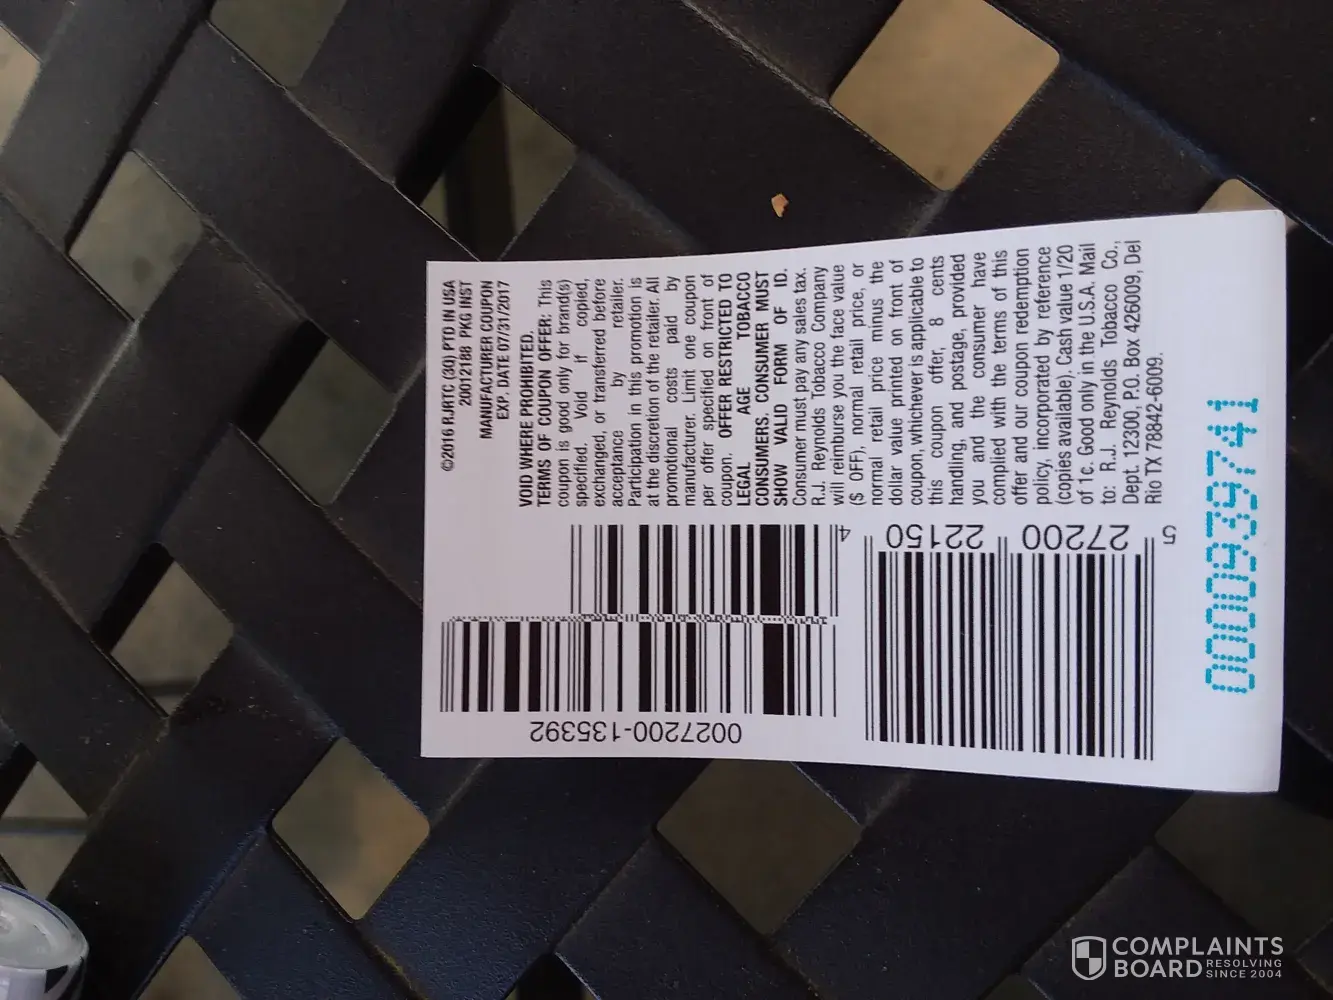 ©2016 RJRTC (3Q) PTD IN USA
2001218B PKG INST
MANUFACTURER COUPON
EXP. DATE 07/31/2017
VOID WHERE PROHIBITED.
TERMS OF COUPON OFFER: This
coupon is good only for brand(s)
specified. Void if copied,
exchanged, or transferred before
acceptance by retailer.
Participation in this promotion is
at the discretion of the retailer. All
promotional costs paid by
manufacturer. Limit one coupon
per offer specified on front of
coupon. OFFER RESTRICTED TO
LEGAL AGE TOBACCO
CONSUMERS. CONSUMER MUST
SHOW VALID FORM OF ID.
Consumer must pay any sales tax.
R.J. Reynolds Tobacco Company
will reimburse you the face value
($ OFF), normal retail price, or
normal retail price minus the
dollar value printed on front of
coupon, whichever is applicable to
this coupon offer, 8 cents
handling, and postage, provided
you and the consumer have
complied with the terms of this
offer and our coupon redemption
policy, incorporated by reference
(copies available). Cash value 1/20
of 1¢. Good only in the U.S.A. Mail
to: R.J. Reynolds Tobacco Co.,
Dept. 12300, P.O. Box 426009, Del
Rio TX 78842-6009.
0027200-135392
5 27200 22150 4
0000939741
COMPLAINTS
BOARD RESOLVING
SINCE 2004